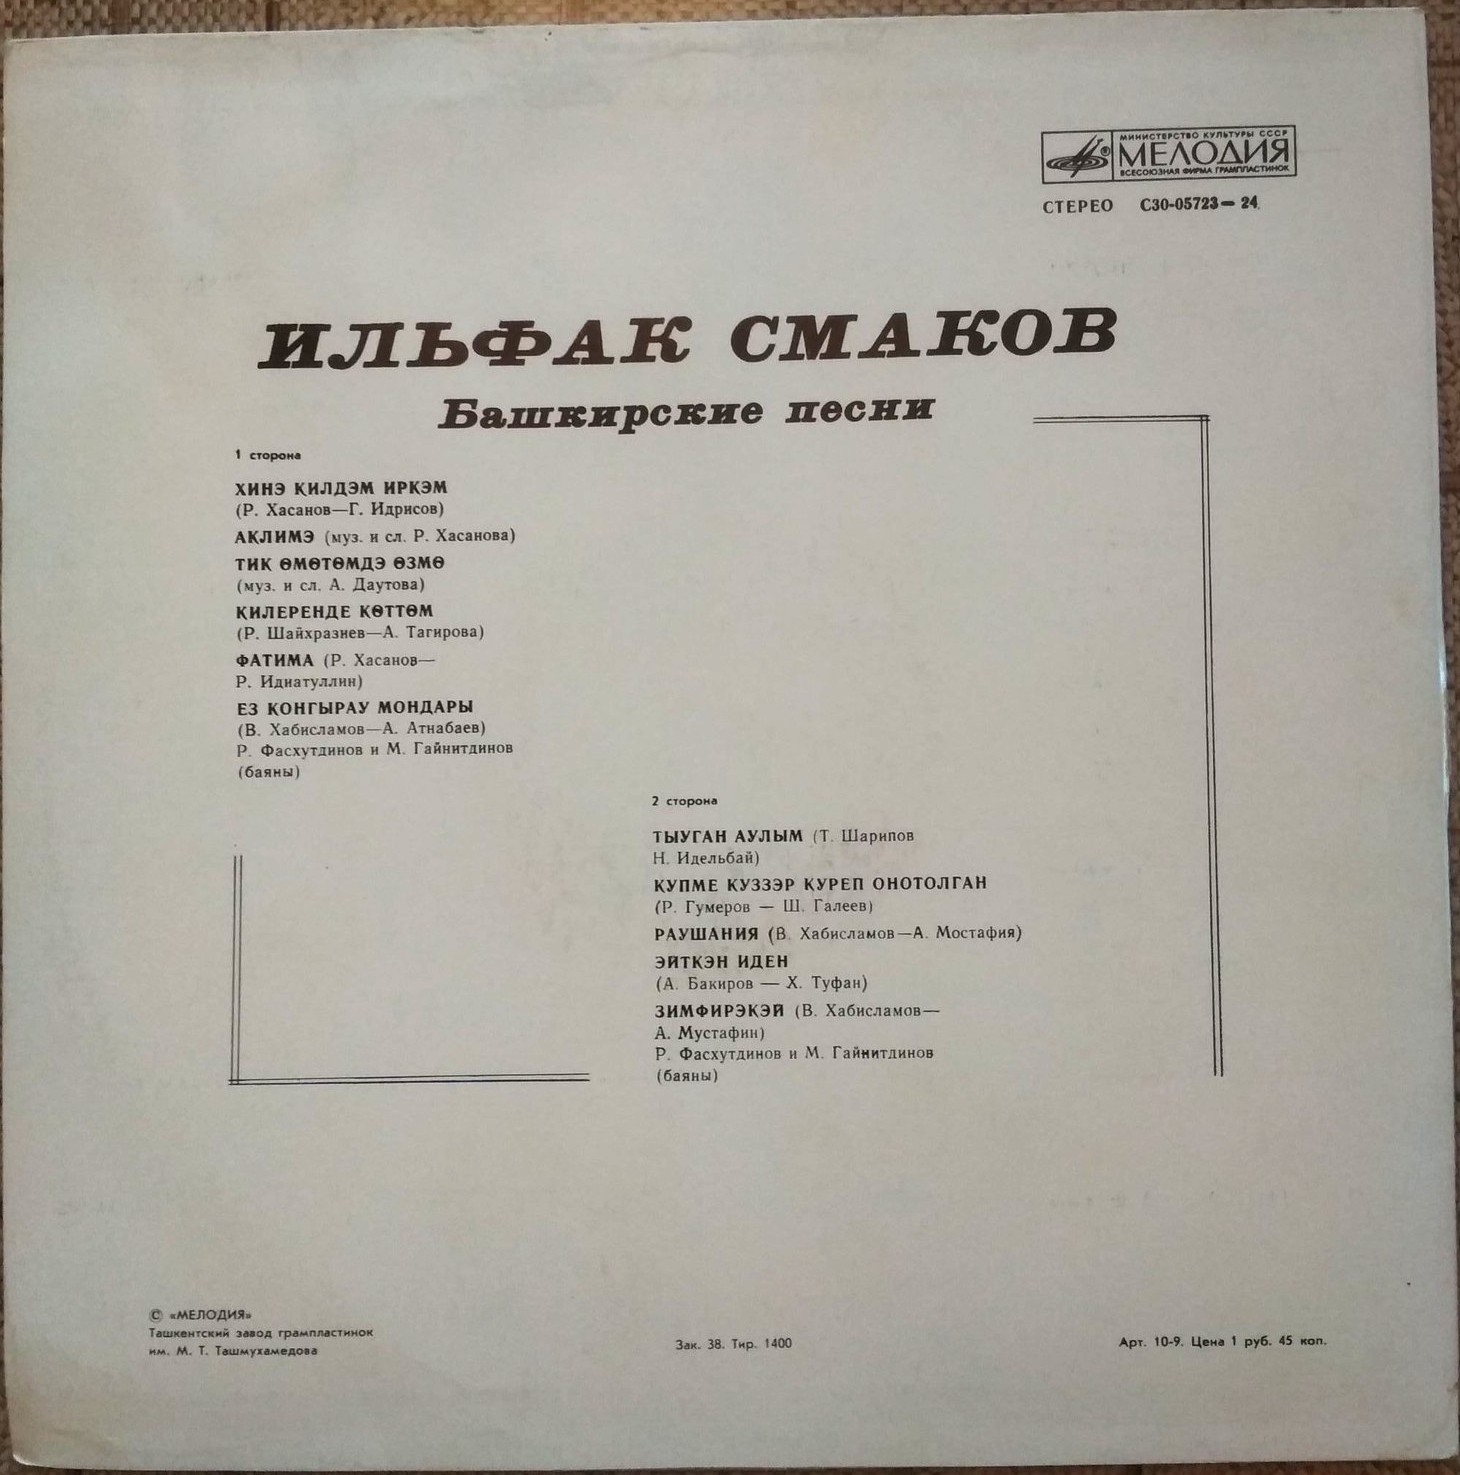 МИНИСТЕРСТВО КУЛЬТУРЫ СССР
МЕЛОДИЯ
ВСЕСОЮЗНАЯ ФИРМА ГРАМПЛАСТИНОК
СТЕРЕО С30-05723—24
ИЛЬФАК СМАКОВ
Башкирские песни
1 сторона
ХИНЭ КИЛДЭМ ИРКЭМ
(Р. Хасанов—Г. Идрисов)
АКЛИМЭ (муз. и сл. Р. Хасанова)
ТИК ӨМӨТӨМДЭ ӨЗМӨ
(муз. и сл. А. Даутова)
КИЛЕРЕНДЕ КӨТТӨМ
(Р. Шайхразиев—А. Тагирова)
ФАТИМА (Р. Хасанов—
Р. Идиатуллин)
ЕЗ КОНГЫРАУ МОНДАРЫ
(В. Хабисламов—А. Атнабаев)
Р. Фасхутдинов и М. Гайнитдинов
(баяны)
2 сторона
ТЫУГАН АУЛЫМ (Т. Шарипов
Н. Идельбай)
КУПМЕ КУЗЗЭР КУРЕП ОНОТОЛГАН
(Р. Гумеров — Ш. Галеев)
РАУШАНИЯ (В. Хабисламов—А. Мостафия)
ЭЙТКЭН ИДЕН
(А. Бакиров — Х. Туфан)
ЗИМФИРЭКЭЙ (В. Хабисламов—
А. Мустафин)
Р. Фасхутдинов и М. Гайнитдинов
(баяны)
© «МЕЛОДИЯ»
Ташкентский завод грампластинок
им. М. Т. Ташмухамедова
Зак. 38. Тир. 1400
Арт. 10-9. Цена 1 руб. 45 коп.